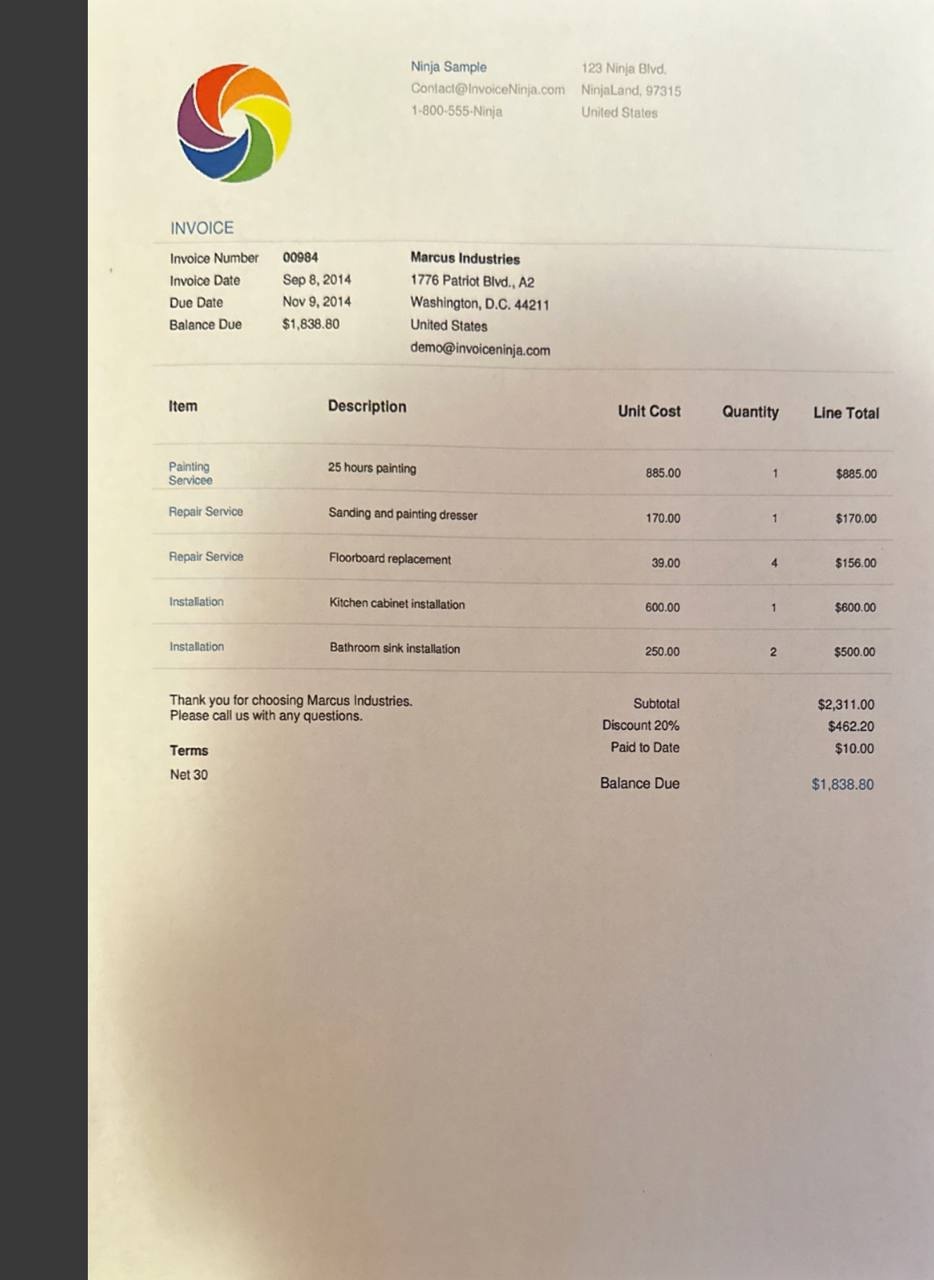 Ninja Sample 123 Ninja Blvd.
Contact@InvoiceNinja.com NinjaLand, 97315
1-800-555-Ninja United States
INVOICE
Invoice Number 00984 Marcus Industries
Invoice Date Sep 8, 2014 1776 Patriot Blvd., A2
Due Date Nov 9, 2014 Washington, D.C. 44211
Balance Due $1,838.80 United States
demo@invoiceninja.com
Item Description Unit Cost Quantity Line Total
Painting 25 hours painting 885.00 1 $885.00
Servicee
Repair Service Sanding and painting dresser 170.00 1 $170.00
Repair Service Floorboard replacement 39.00 4 $156.00
Installation Kitchen cabinet installation 600.00 1 $600.00
Installation Bathroom sink installation 250.00 2 $500.00
Thank you for choosing Marcus Industries. Subtotal $2,311.00
Please call us with any questions. Discount 20% $462.20
Terms Paid to Date $10.00
Net 30 Balance Due $1,838.80